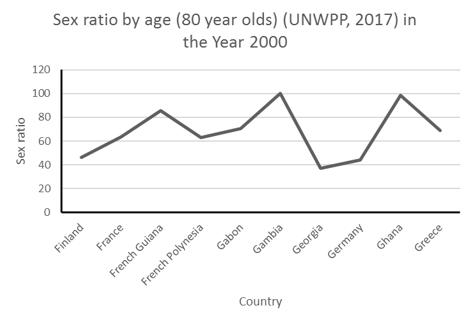 Sex ratio by age (80 year olds) (UNWPP, 2017) in
the Year 2000
120
100
80
60
40
20
0
Sex ratio
Finland
France
French Guiana
French Polynesia
Gabon
Gambia
Georgia
Germany
Ghana
Greece
Country